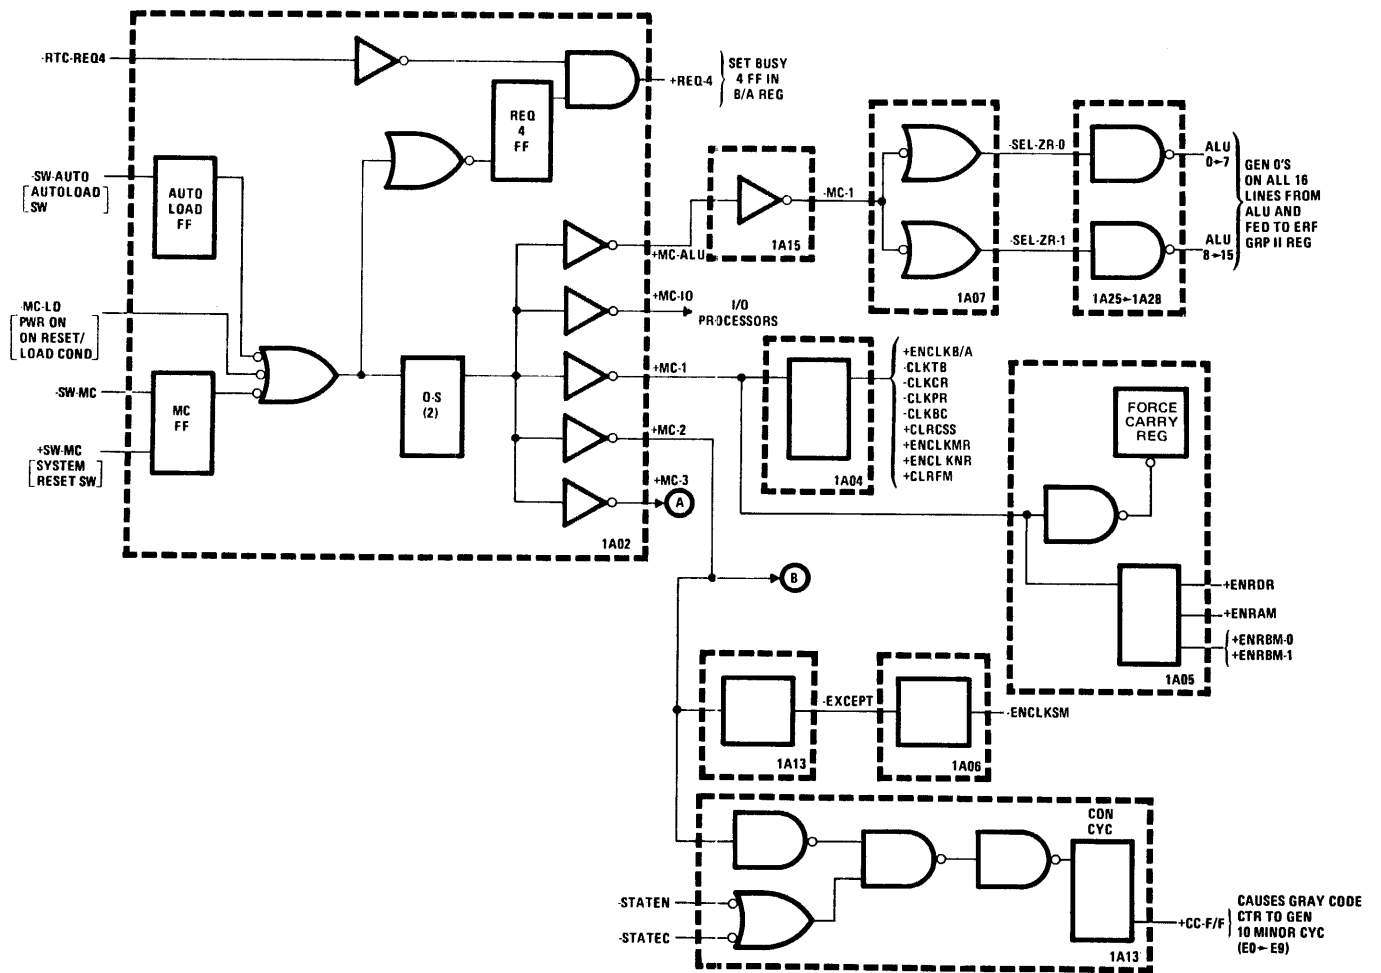 -RTC-REQ4
+REQ-4
SET BUSY
4 FF IN
B/A REG
REQ
4
FF
-SW-AUTO
AUTOLOAD
SW
AUTO
LOAD
FF
-MC-LD
PWR ON
ON RESET/
LOAD COND
-SW-MC
+SW-MC
SYSTEM
RESET SW
MC
FF
O-S
(2)
+MC-ALU
+MC-IO
I/O
PROCESSORS
+MC-1
+MC-2
+MC-3
A
1A02
1A15
-MC-1
1A07
-SEL-ZR-0
-SEL-ZR-1
1A25←1A28
ALU
0←7
ALU
8←15
GEN 0'S
ON ALL 16
LINES FROM
ALU AND
FED TO ERF
GRP II REG
1A04
+ENCLKB/A
-CLKTB
-CLKCR
-CLKPR
-CLKBC
+CLRCSS
+ENCLKMR
+ENCLKNR
+CLRFM
FORCE
CARRY
REG
1A05
+ENRDR
+ENRAM
+ENRBM-0
+ENRBM-1
B
1A13
-EXCEPT
1A06
-ENCLKSM
CON
CYC
-STATEN
-STATEC
1A13
+CC-F/F
CAUSES GRAY CODE
CTR TO GEN
10 MINOR CYC
(E0←E9)